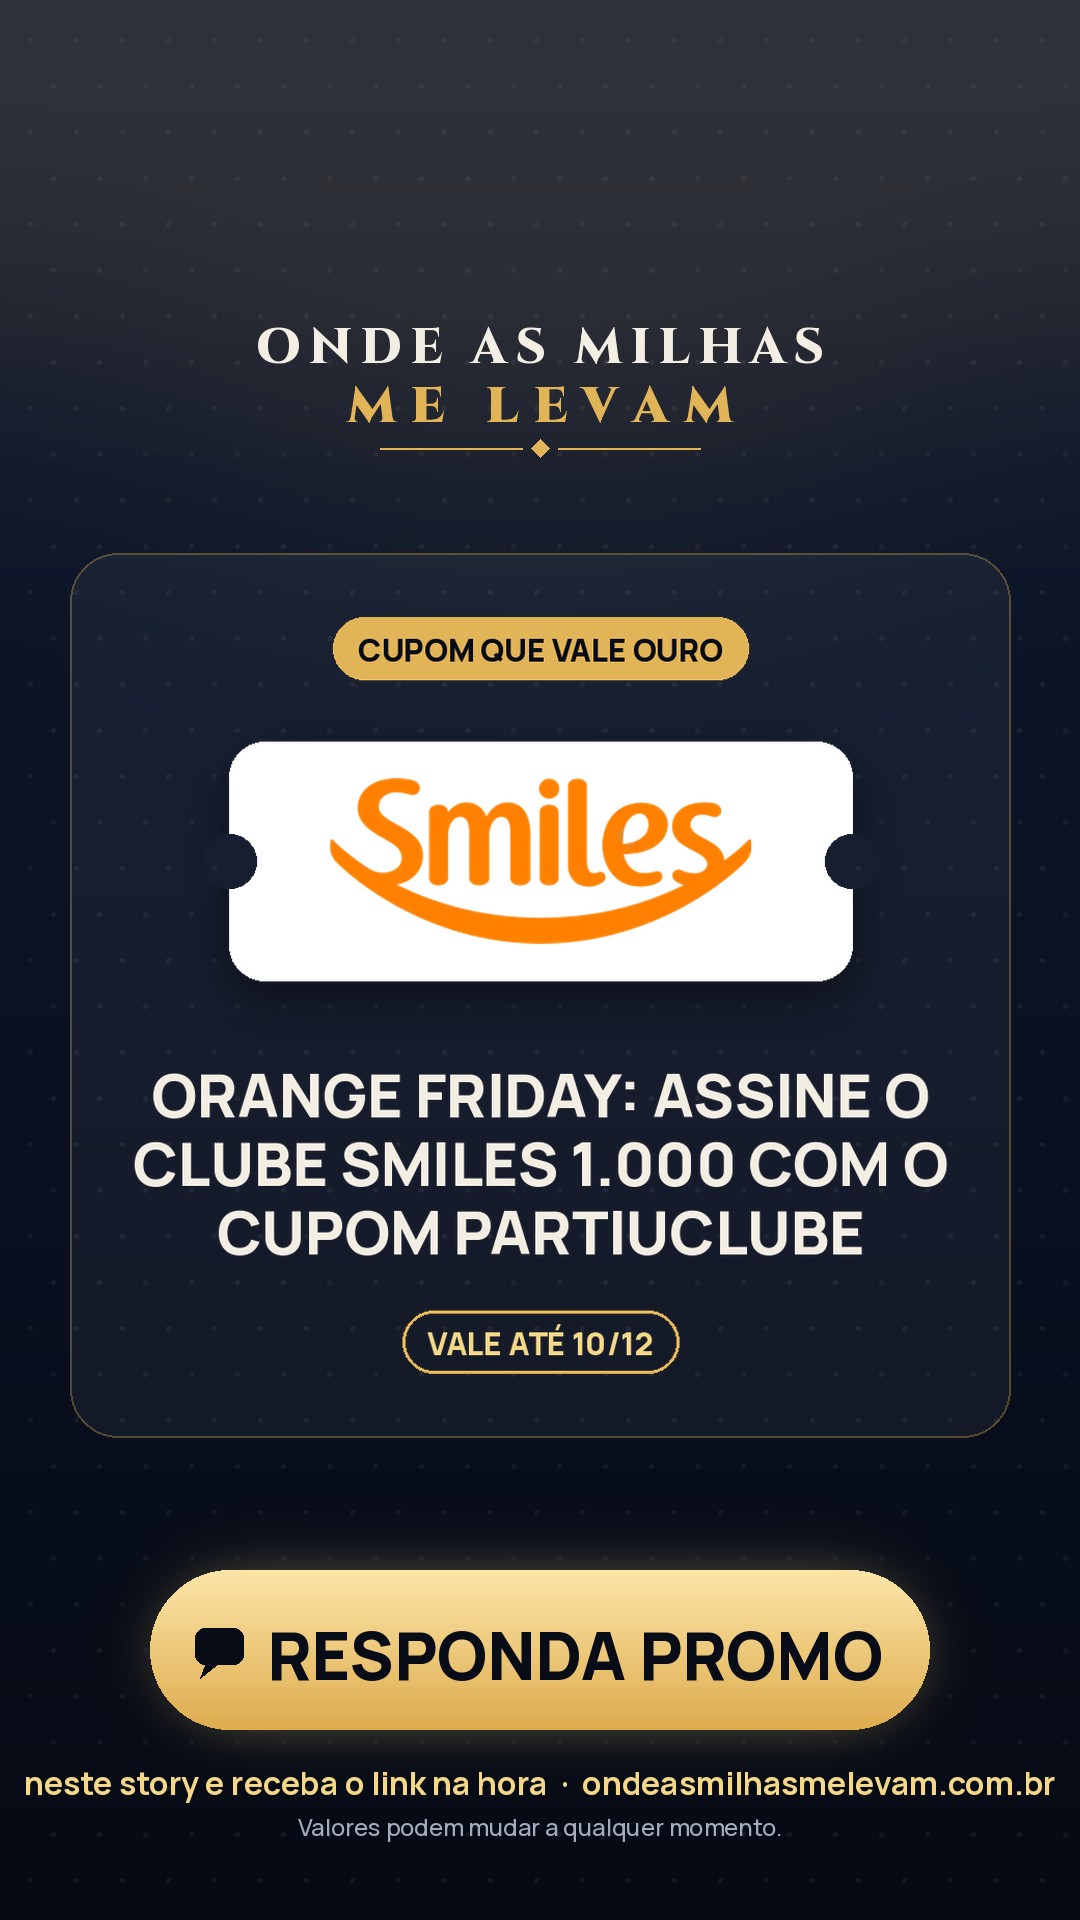 ONDE AS MILHAS
ME LEVAM
CUPOM QUE VALE OURO
Smiles
ORANGE FRIDAY: ASSINE O
CLUBE SMILES 1.000 COM O
CUPOM PARTIUCLUBE
VALE ATÉ 10/12
RESPONDA PROMO
neste story e receba o link na hora · ondeasmilhasmelevam.com.br
Valores podem mudar a qualquer momento.